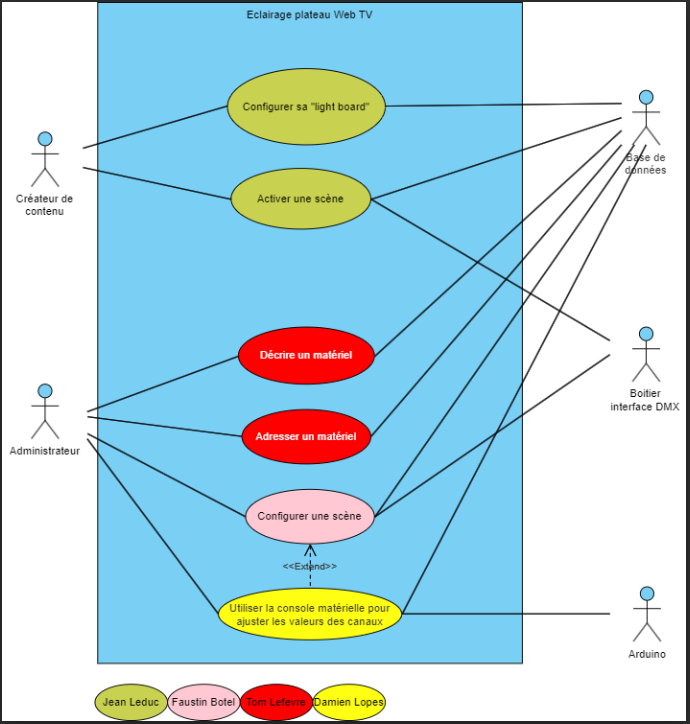 Eclairage plateau Web TV
Configurer sa "light board"
Base de
données
Créateur de
contenu
Activer une scène
Décrire un matériel
Boitier
interface DMX
Adresser un matériel
Administrateur
Configurer une scène
<<Extend>>
Utiliser la console matérielle pour
ajuster les valeurs des canaux
Arduino
Jean Leduc
Faustin Botel
Tom Lefevre
Damien Lopes